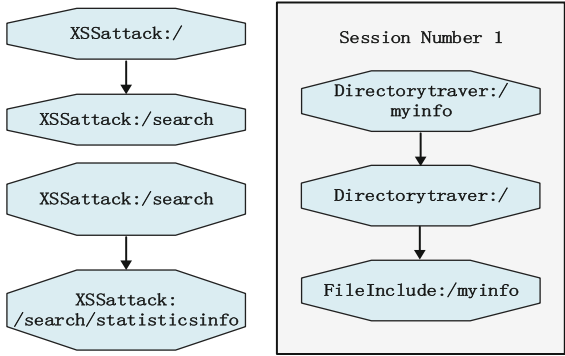 XSSattack:/
XSSattack:/search
XSSattack:/search
XSSattack:
/search/statisticsinfo
Session Number 1
Directorytraver:/
myinfo
Directorytraver:/
FileInclude:/myinfo